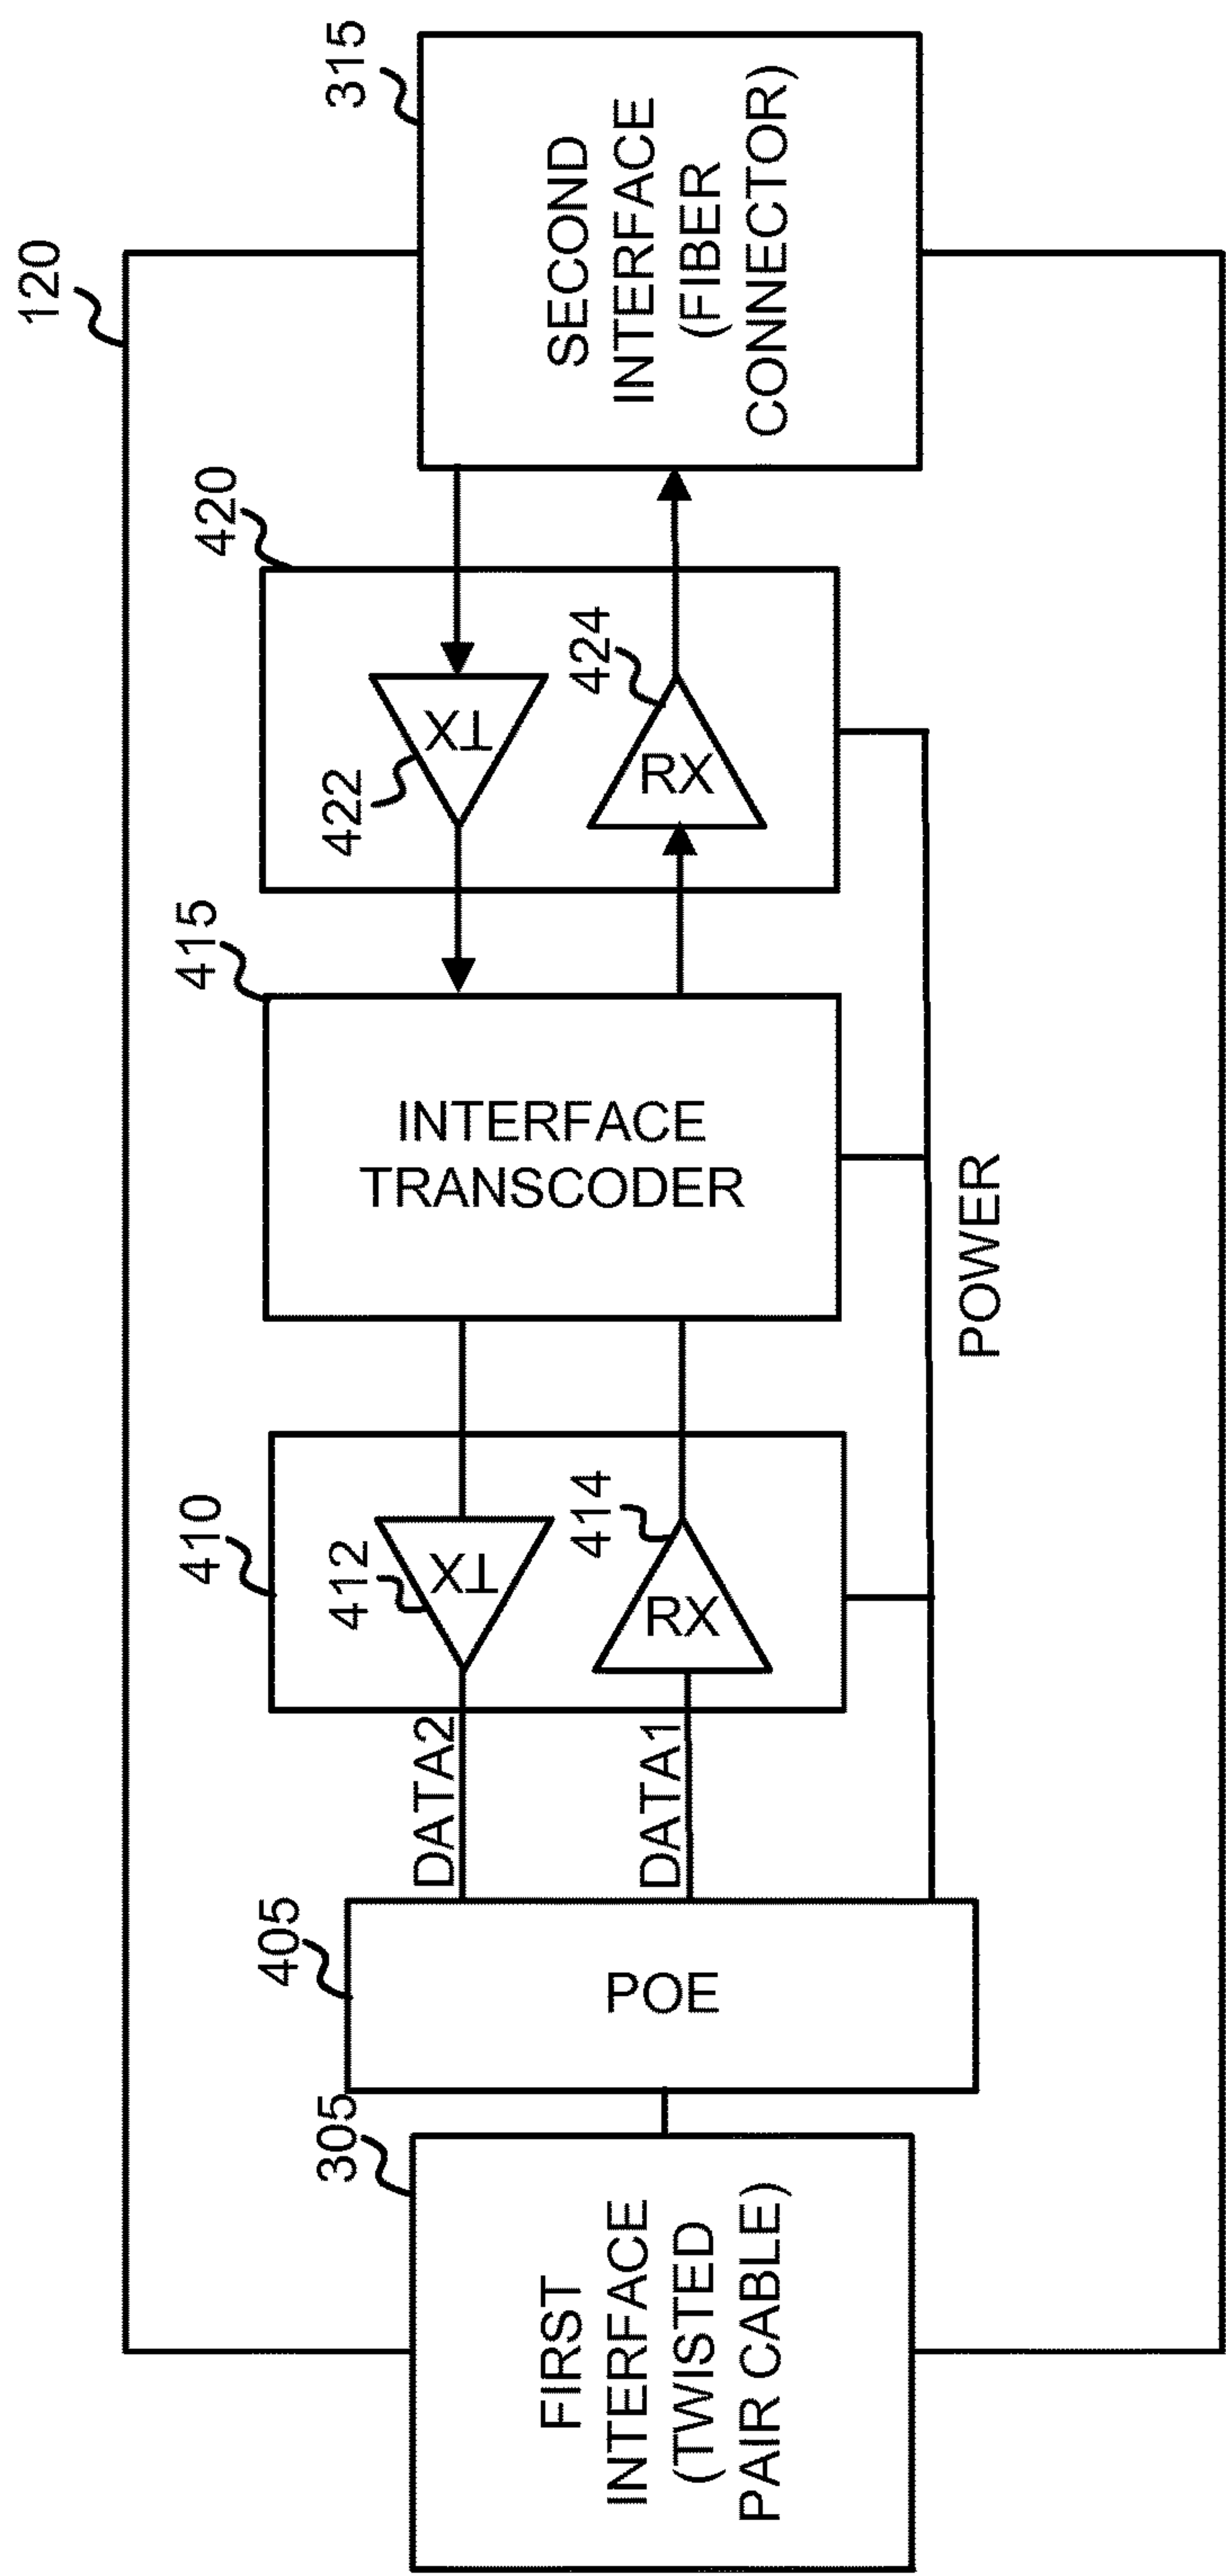 120
305
FIRST
INTERFACE
(TWISTED
PAIR CABLE)
405
POE
DATA2
DATA1
410
412
TX
414
RX
415
INTERFACE
TRANSCODER
420
422
TX
424
RX
315
SECOND
INTERFACE
(FIBER
CONNECTOR)
POWER